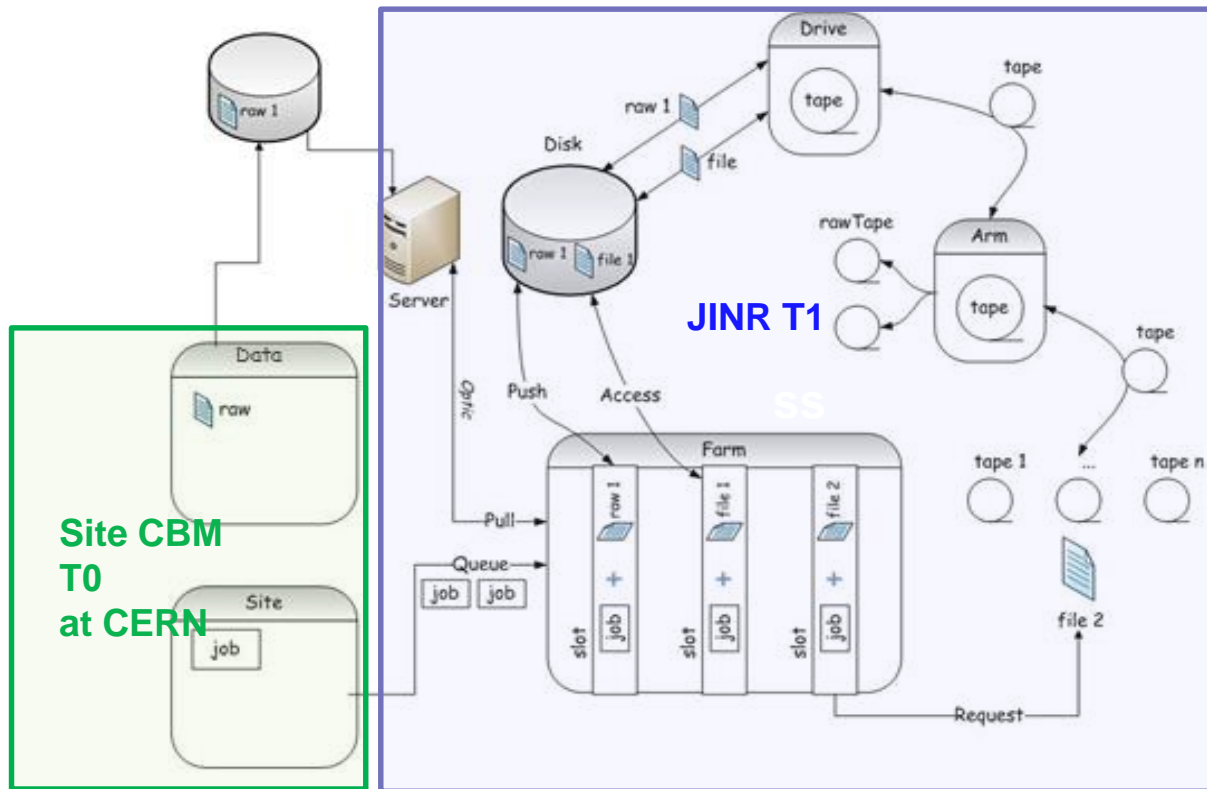 Drive
tape
tape
raw 1
raw 1
file
Disk
raw 1
file 1
Server
rawTape
Arm
tape
JINR T1
tape
Data
raw
Optic
Push
Access
ss
Farm
raw 1
file 1
file 2
tape 1
...
tape n
Pull
Site CBM
T0
at CERN
Queue
job
job
Site
job
slot
job
slot
job
slot
job
file 2
Request